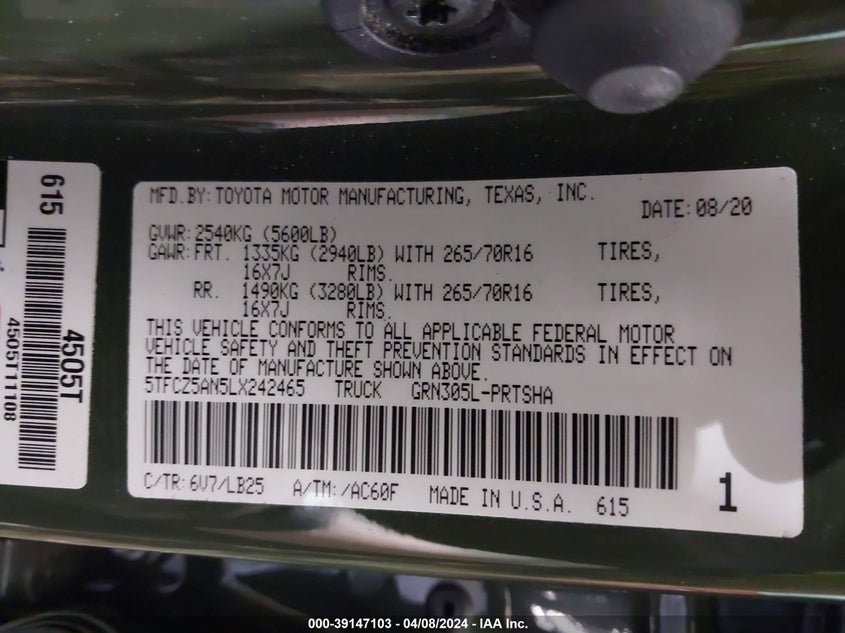 MFD.BY:TOYOTA MOTOR MANUFACTURING, TEXAS, INC.
DATE:08/20
GVWR:2540KG (5600LB)
GAWR:FRT. 1335KG (2940LB) WITH 265/70R16 TIRES,
16X7J RIMS.
RR. 1490KG (3280LB) WITH 265/70R16 TIRES,
16X7J RIMS.
THIS VEHICLE CONFORMS TO ALL APPLICABLE FEDERAL MOTOR
VEHICLE SAFETY AND THEFT PREVENTION STANDARDS IN EFFECT ON
THE DATE OF MANUFACTURE SHOWN ABOVE.
5TFCZ5AN5LX242465 TRUCK GRN305L-PRTSHA
C/TR:6V7/LB25 A/TM:/AC60F MADE IN U.S.A. 615
1
615
4505T
4505T11108
000-39147103 - 04/08/2024 - IAA Inc.